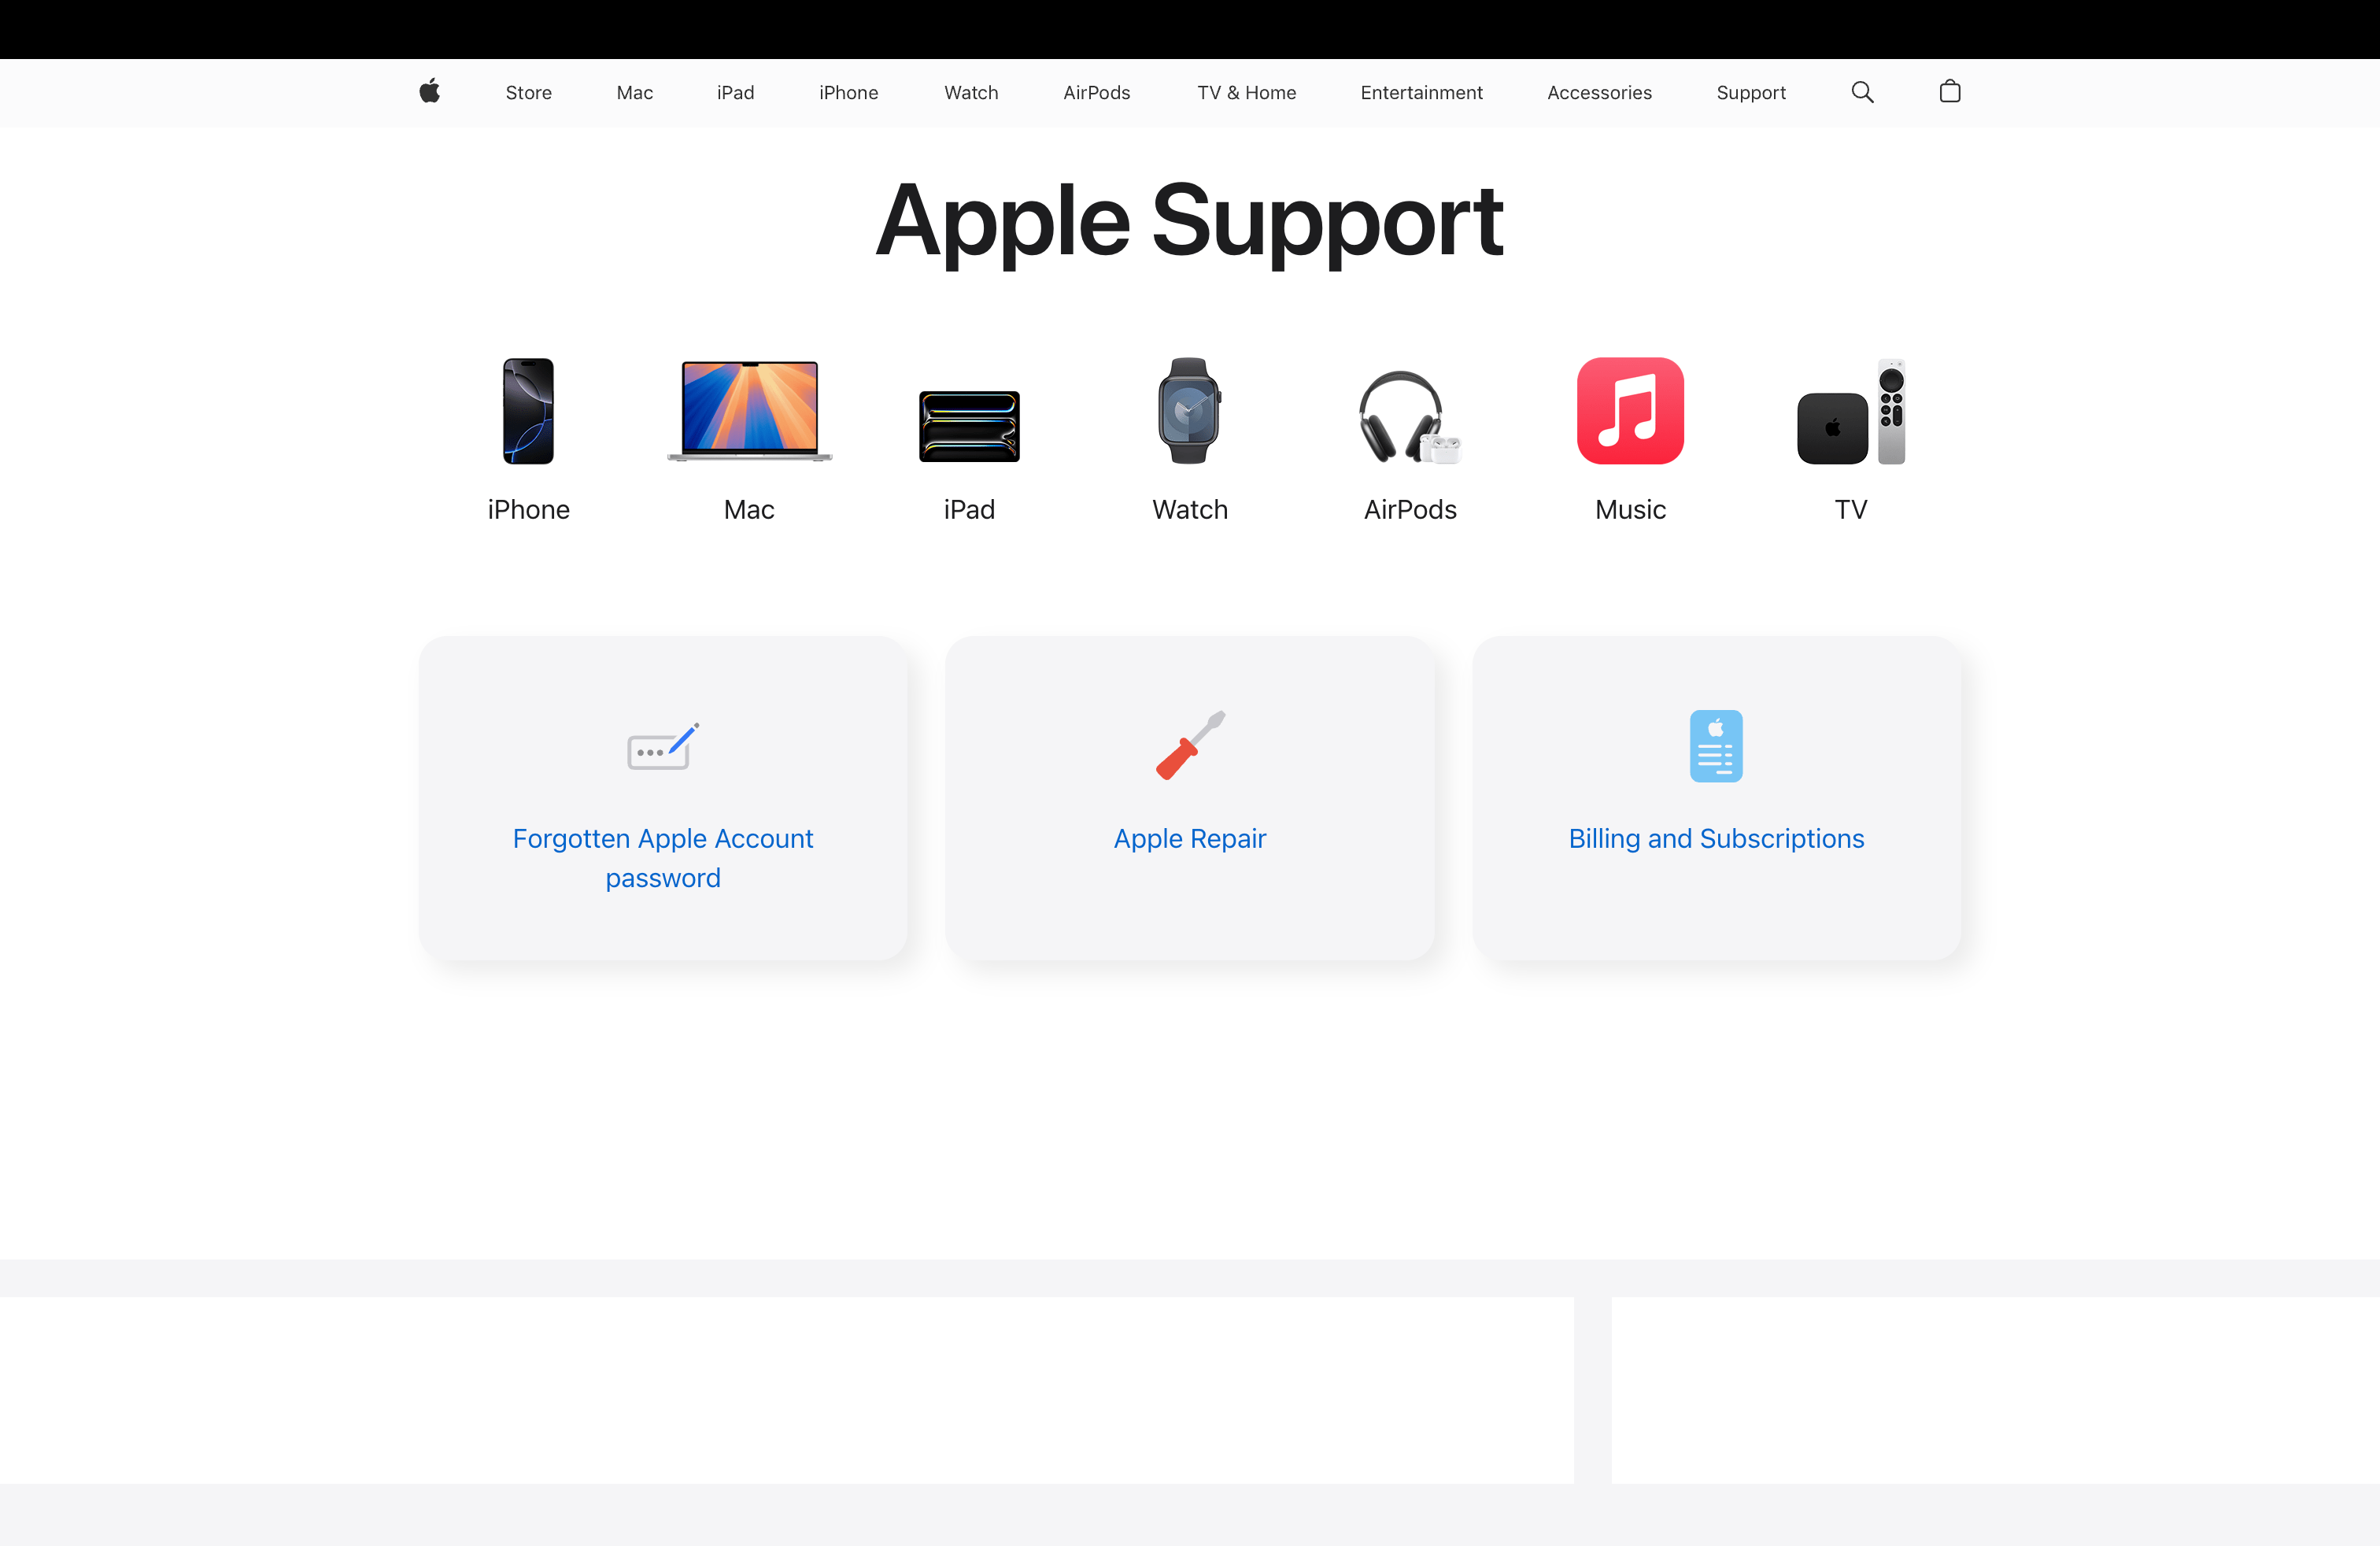 Store Mac iPad iPhone Watch AirPods TV & Home Entertainment Accessories Support
Apple Support
iPhone Mac iPad Watch AirPods Music TV
Forgotten Apple Account
password
Apple Repair
Billing and Subscriptions